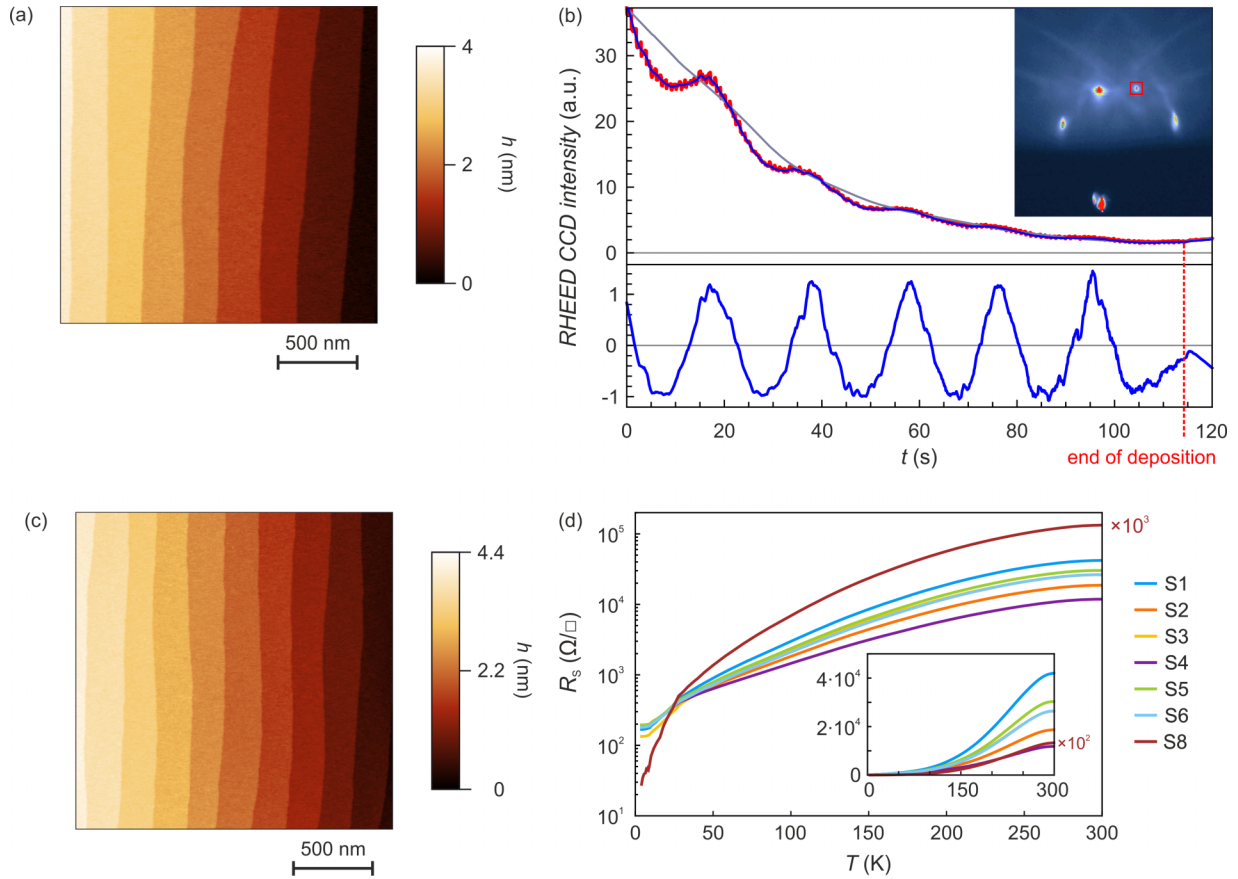 (a)
4
2
0
h (nm)
500 nm
(b)
RHEED CCD intensity (a.u.)
30
20
10
0
1
0
-1
0 20 40 60 80 100 120
t (s)
end of deposition
(c)
4.4
2.2
0
h (nm)
500 nm
(d)
Rs (Ω/□)
10⁵
10⁴
10³
10²
10¹
0 50 100 150 200 250 300
T (K)
×10³
4·10⁴
2·10⁴
0
0 150 300
×10²
S1
S2
S3
S4
S5
S6
S8